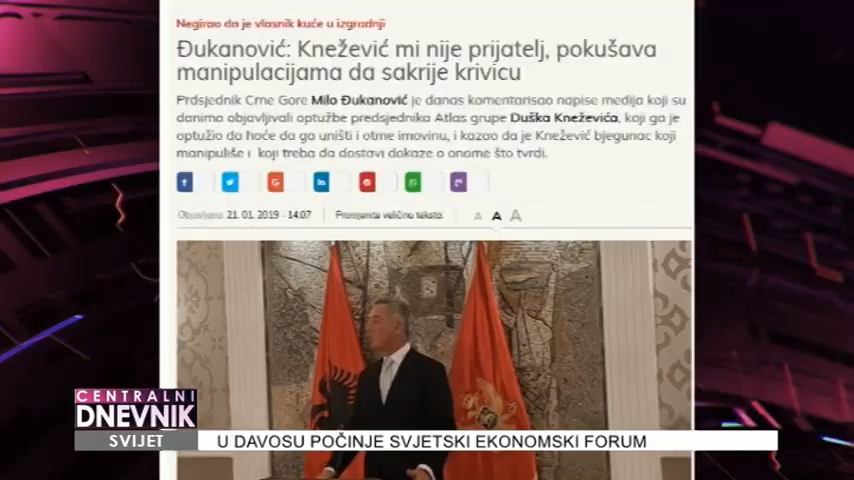 Negirao da je vlasnik kuće u izgradnji
Đukanović: Knežević mi nije prijatelj, pokušava
manipulacijama da sakrije krivicu
Prdsjednik Crne Gore Milo Đukanović je danas komentarisao napise medija koji su
danima objavljivali optužbe predsjednika Atlas grupe Duška Kneževića, koji ga je
optužio da hoće da ga uništi i otme imovinu, i kazao da je Knežević bjegunac koji
manipuliše i koji treba da dostavi dokaze o onome što tvrdi.
Objavljeno: 21. 01. 2019 - 14:07 Promijenite veličinu teksta: A A A
CENTRALNI
DNEVNIK
SVIJET
U DAVOSU POČINJE SVJETSKI EKONOMSKI FORUM